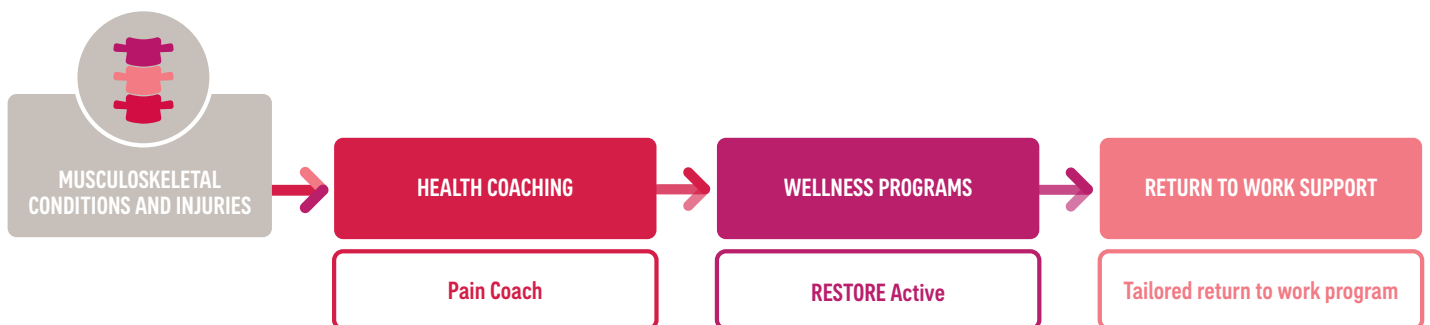 MUSCULOSKELETAL
CONDITIONS AND INJURIES
HEALTH COACHING
WELLNESS PROGRAMS
RETURN TO WORK SUPPORT
Pain Coach
RESTORE Active
Tailored return to work program